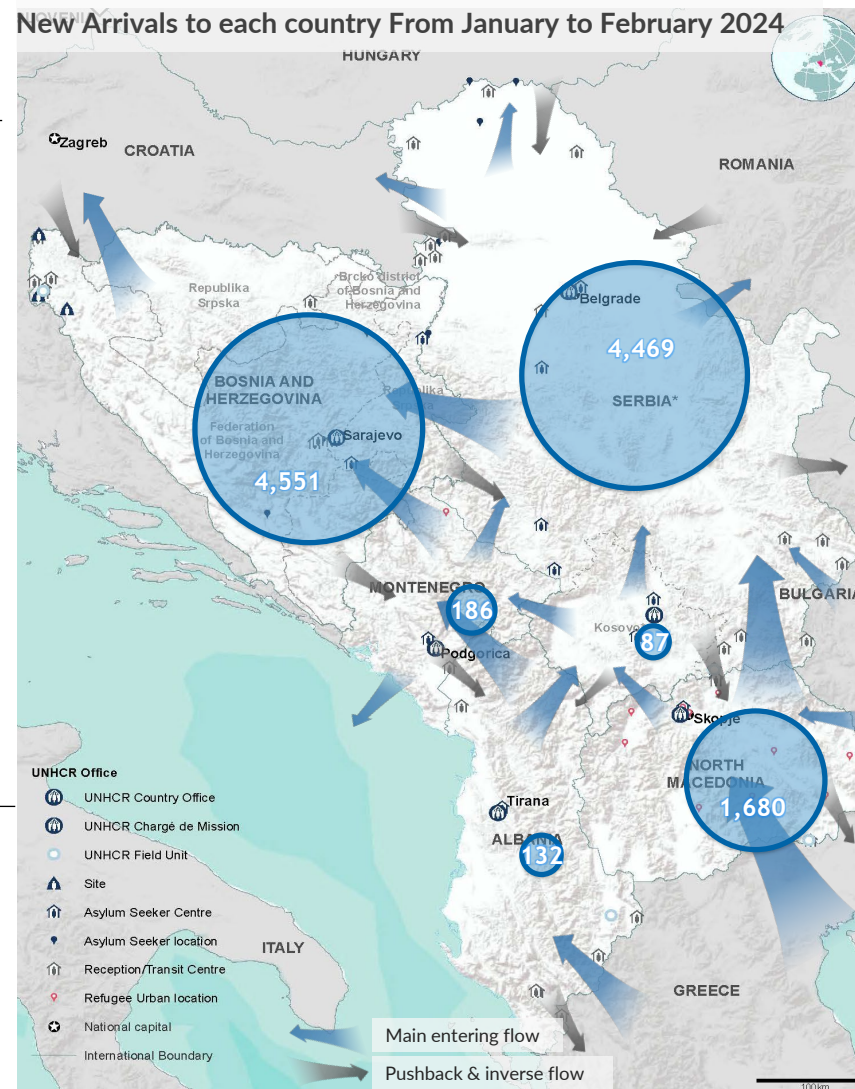 New Arrivals to each country From January to February 2024
HUNGARY
Zagreb
CROATIA
ROMANIA
Republika
Srpska
Brcko district
of Bosnia and
Herzegovina
Belgrade
4,469
SERBIA*
BOSNIA AND
HERZEGOVINA
Federation
of Bosnia and
Herzegovina
Sarajevo
4,551
MONTENEGRO
186
Podgorica
Kosovo
87
BULGARIA
Skopje
NORTH
MACEDONIA
1,680
Tirana
ALBANIA
132
ITALY
GREECE
UNHCR Office
UNHCR Country Office
UNHCR Chargé de Mission
UNHCR Field Unit
Site
Asylum Seeker Centre
Asylum Seeker location
Reception/Transit Centre
Refugee Urban location
National capital
International Boundary
Main entering flow
Pushback & inverse flow
100km